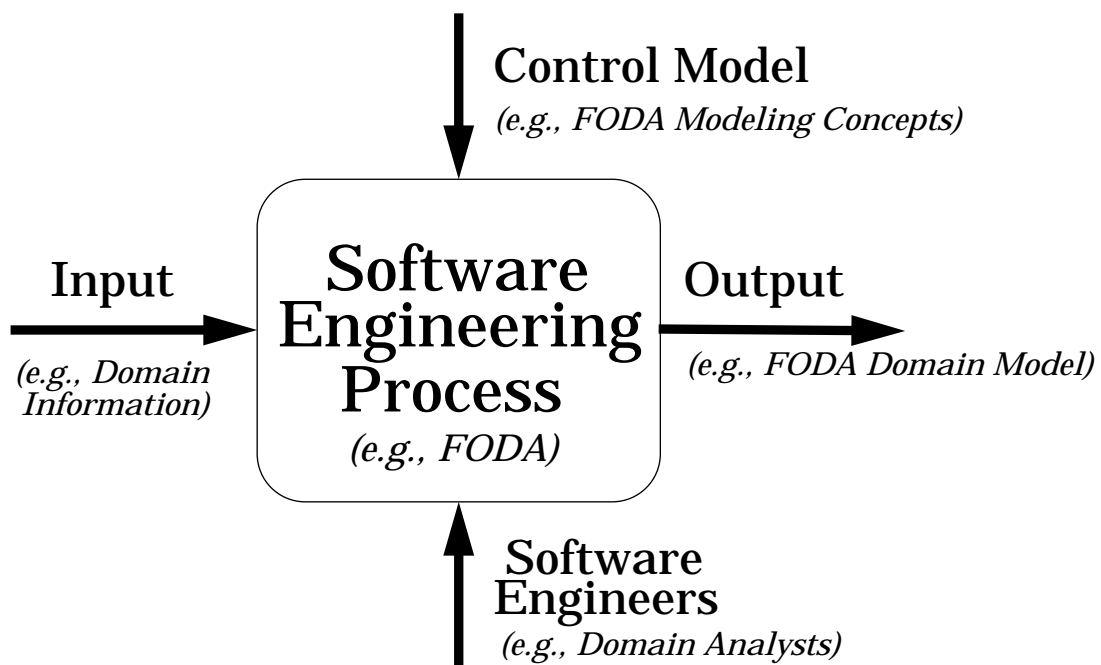 Control Model
(e.g., FODA Modeling Concepts)
Input
(e.g., Domain
Information)
Software
Engineering
Process
(e.g., FODA)
Output
(e.g., FODA Domain Model)
Software
Engineers
(e.g., Domain Analysts)